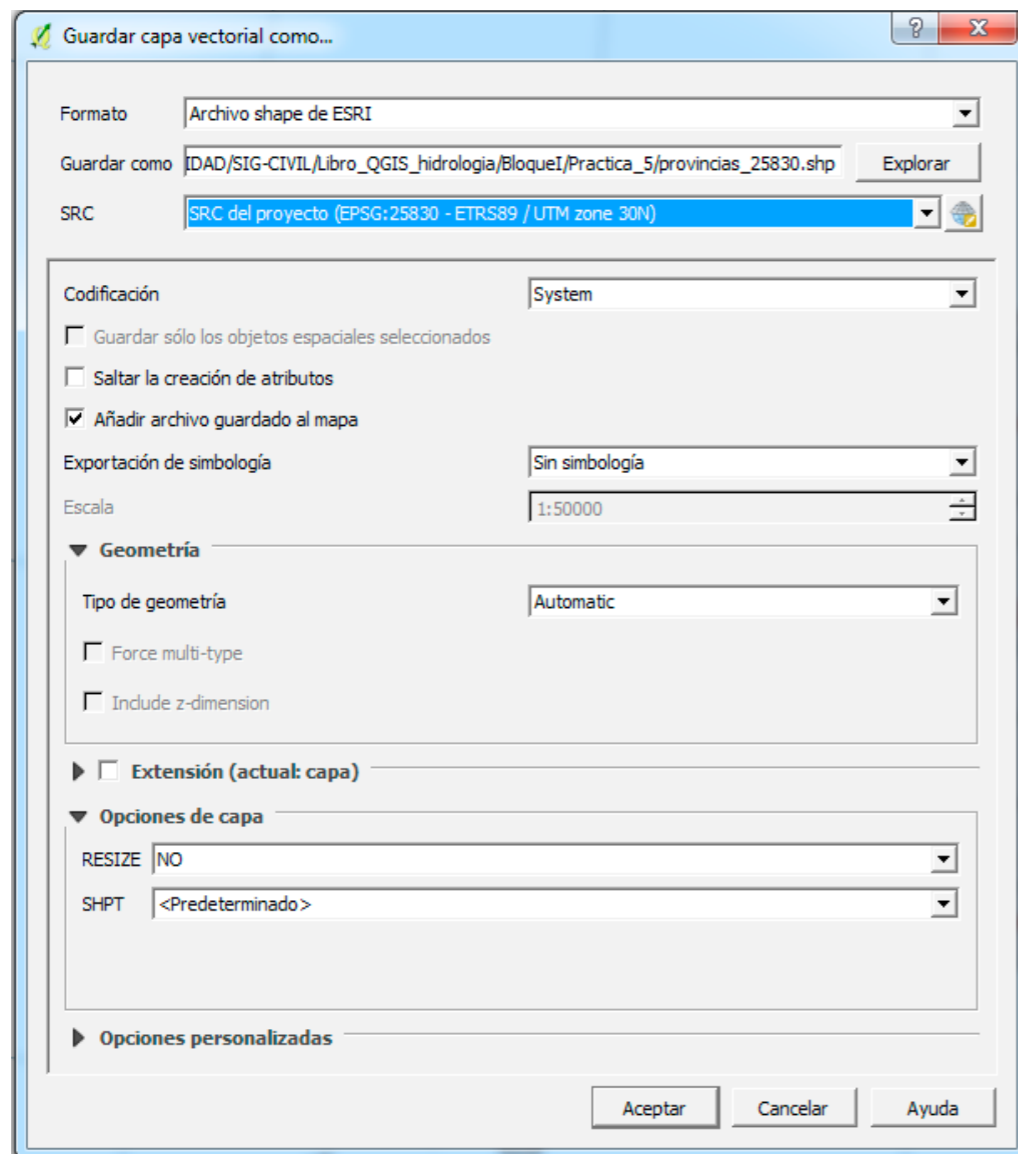 Guardar capa vectorial como...
Formato Archivo shape de ESRI
Guardar como IDAD/SIG-CIVIL/Libro_QGIS_hidrologia/BloqueI/Practica_5/provincias_25830.shp Explorar
SRC SRC del proyecto (EPSG:25830 - ETRS89 / UTM zone 30N)
Codificación System
Guardar sólo los objetos espaciales seleccionados
Saltar la creación de atributos
Añadir archivo guardado al mapa
Exportación de simbología Sin simbología
Escala 1:50000
Geometría
Tipo de geometría Automatic
Force multi-type
Include z-dimension
Extensión (actual: capa)
Opciones de capa
RESIZE NO
SHPT <Predeterminado>
Opciones personalizadas
Aceptar Cancelar Ayuda